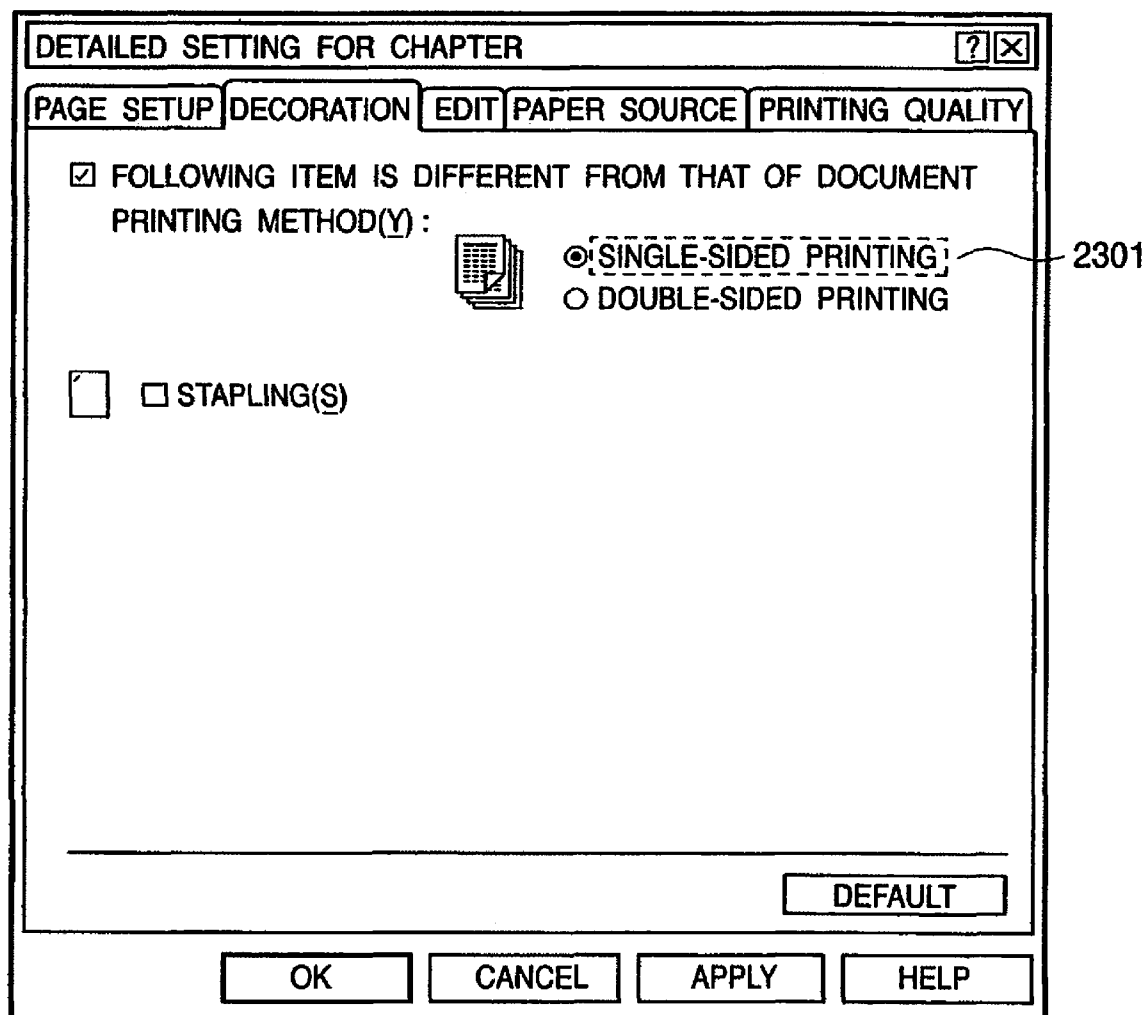 DETAILED SETTING FOR CHAPTER
PAGE SETUP DECORATION EDIT PAPER SOURCE PRINTING QUALITY
FOLLOWING ITEM IS DIFFERENT FROM THAT OF DOCUMENT
PRINTING METHOD(Y) :
SINGLE-SIDED PRINTING 2301
DOUBLE-SIDED PRINTING
STAPLING(S)
DEFAULT
OK CANCEL APPLY HELP